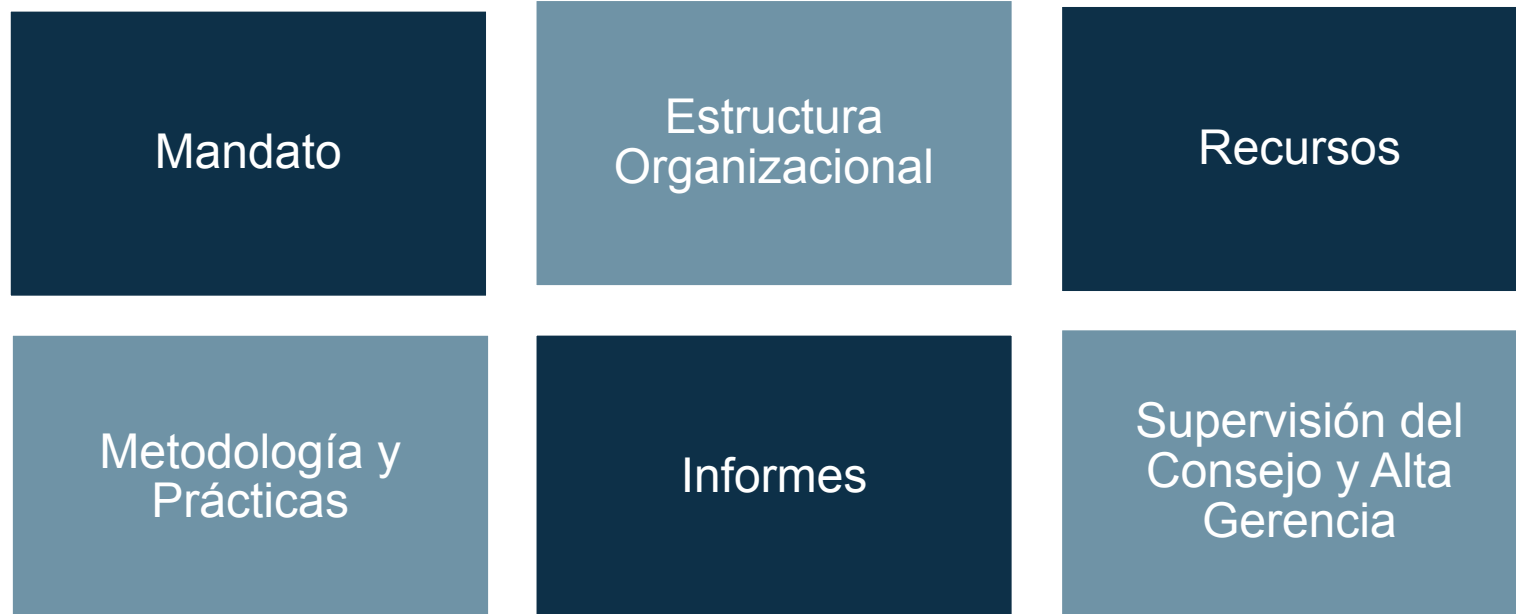 Mandato
Estructura
Organizacional
Recursos
Metodología y
Prácticas
Informes
Supervisión del
Consejo y Alta
Gerencia